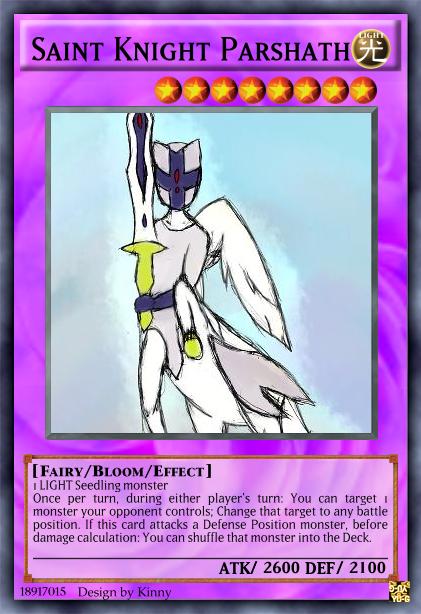 SAINT KNIGHT PARSHATH
LIGHT
光
[FAIRY/BLOOM/EFFECT]
1 LIGHT Seedling monster
Once per turn, during either player's turn: You can target 1
monster your opponent controls; Change that target to any battle
position. If this card attacks a Defense Position monster, before
damage calculation: You can shuffle that monster into the Deck.
ATK/ 2600 DEF/ 2100
18917015 Design by Kinny